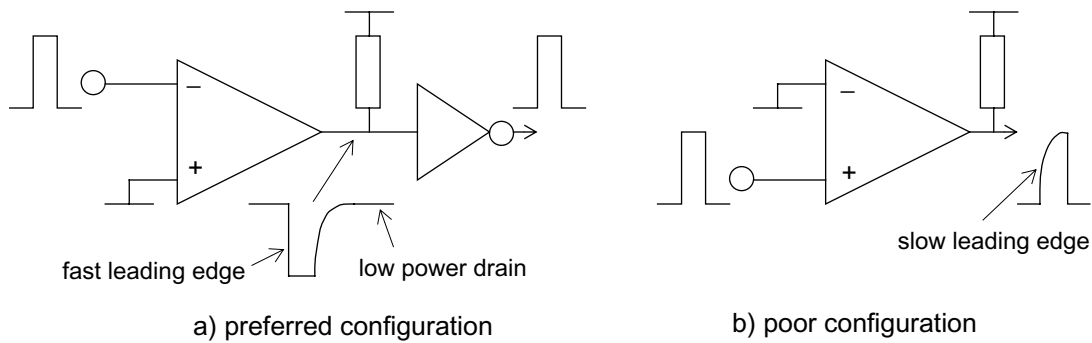 −
+
fast leading edge
low power drain
a) preferred configuration
−
+
slow leading edge
b) poor configuration